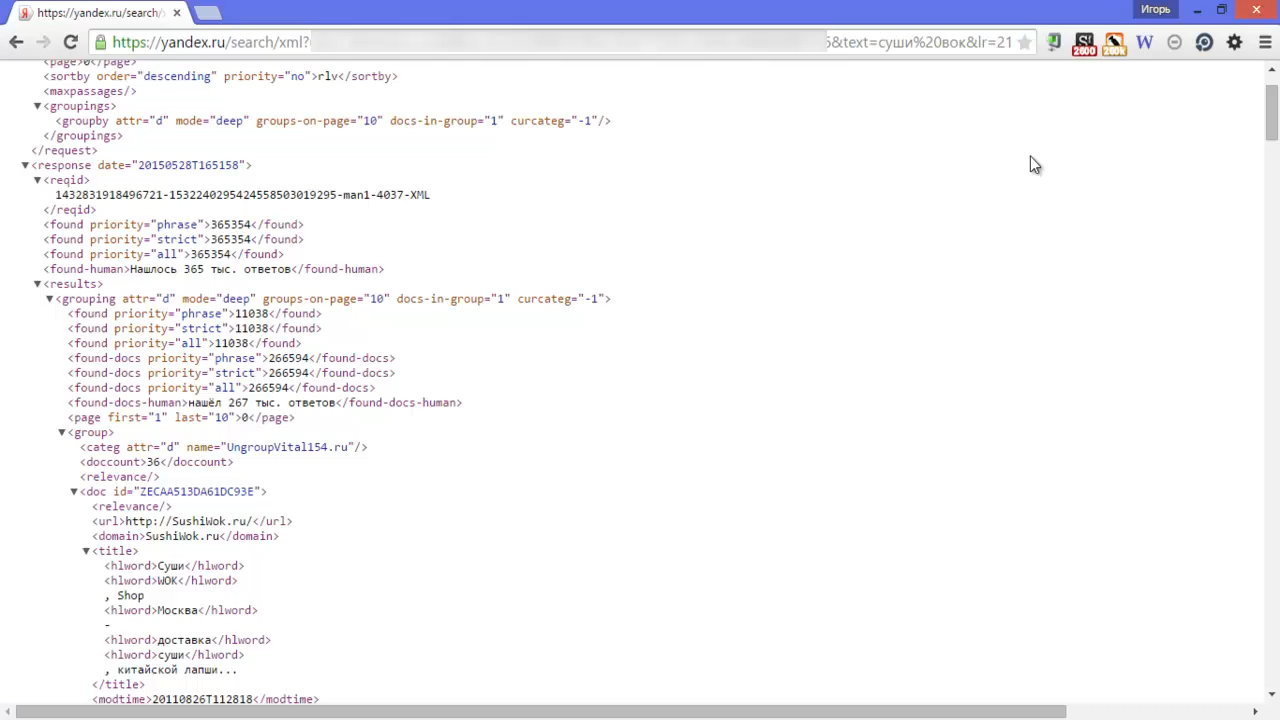 https://yandex.ru/search/
Игорь
https://yandex.ru/search/xml? 5&text=суши%20вок&lr=21
2600
260k
W
page>0</page>
<sortby order="descending" priority="no">rlv</sortby>
<maxpassages/>
▼<groupings>
<groupby attr="d" mode="deep" groups-on-page="10" docs-in-group="1" curcateg="-1"/>
</groupings>
</request>
▼<response date="20150528T165158">
▼<reqid>
1432831918496721-1532240295424558503019295-man1-4037-XML
</reqid>
<found priority="phrase">365354</found>
<found priority="strict">365354</found>
<found priority="all">365354</found>
<found-human>Нашлось 365 тыс. ответов</found-human>
▼<results>
▼<grouping attr="d" mode="deep" groups-on-page="10" docs-in-group="1" curcateg="-1">
<found priority="phrase">11038</found>
<found priority="strict">11038</found>
<found priority="all">11038</found>
<found-docs priority="phrase">266594</found-docs>
<found-docs priority="strict">266594</found-docs>
<found-docs priority="all">266594</found-docs>
<found-docs-human>нашёл 267 тыс. ответов</found-docs-human>
<page first="1" last="10">0</page>
▼<group>
<categ attr="d" name="UngroupVital154.ru"/>
<doccount>36</doccount>
<relevance/>
▼<doc id="ZECAA513DA61DC93E">
<relevance/>
<url>http://SushiWok.ru/</url>
<domain>SushiWok.ru</domain>
▼<title>
<hlword>Суши</hlword>
<hlword>WOK</hlword>
, Shop
<hlword>Москва</hlword>
-
<hlword>доставка</hlword>
<hlword>суши</hlword>
, китайской лапши...
</title>
<modtime>20110826T112818</modtime>